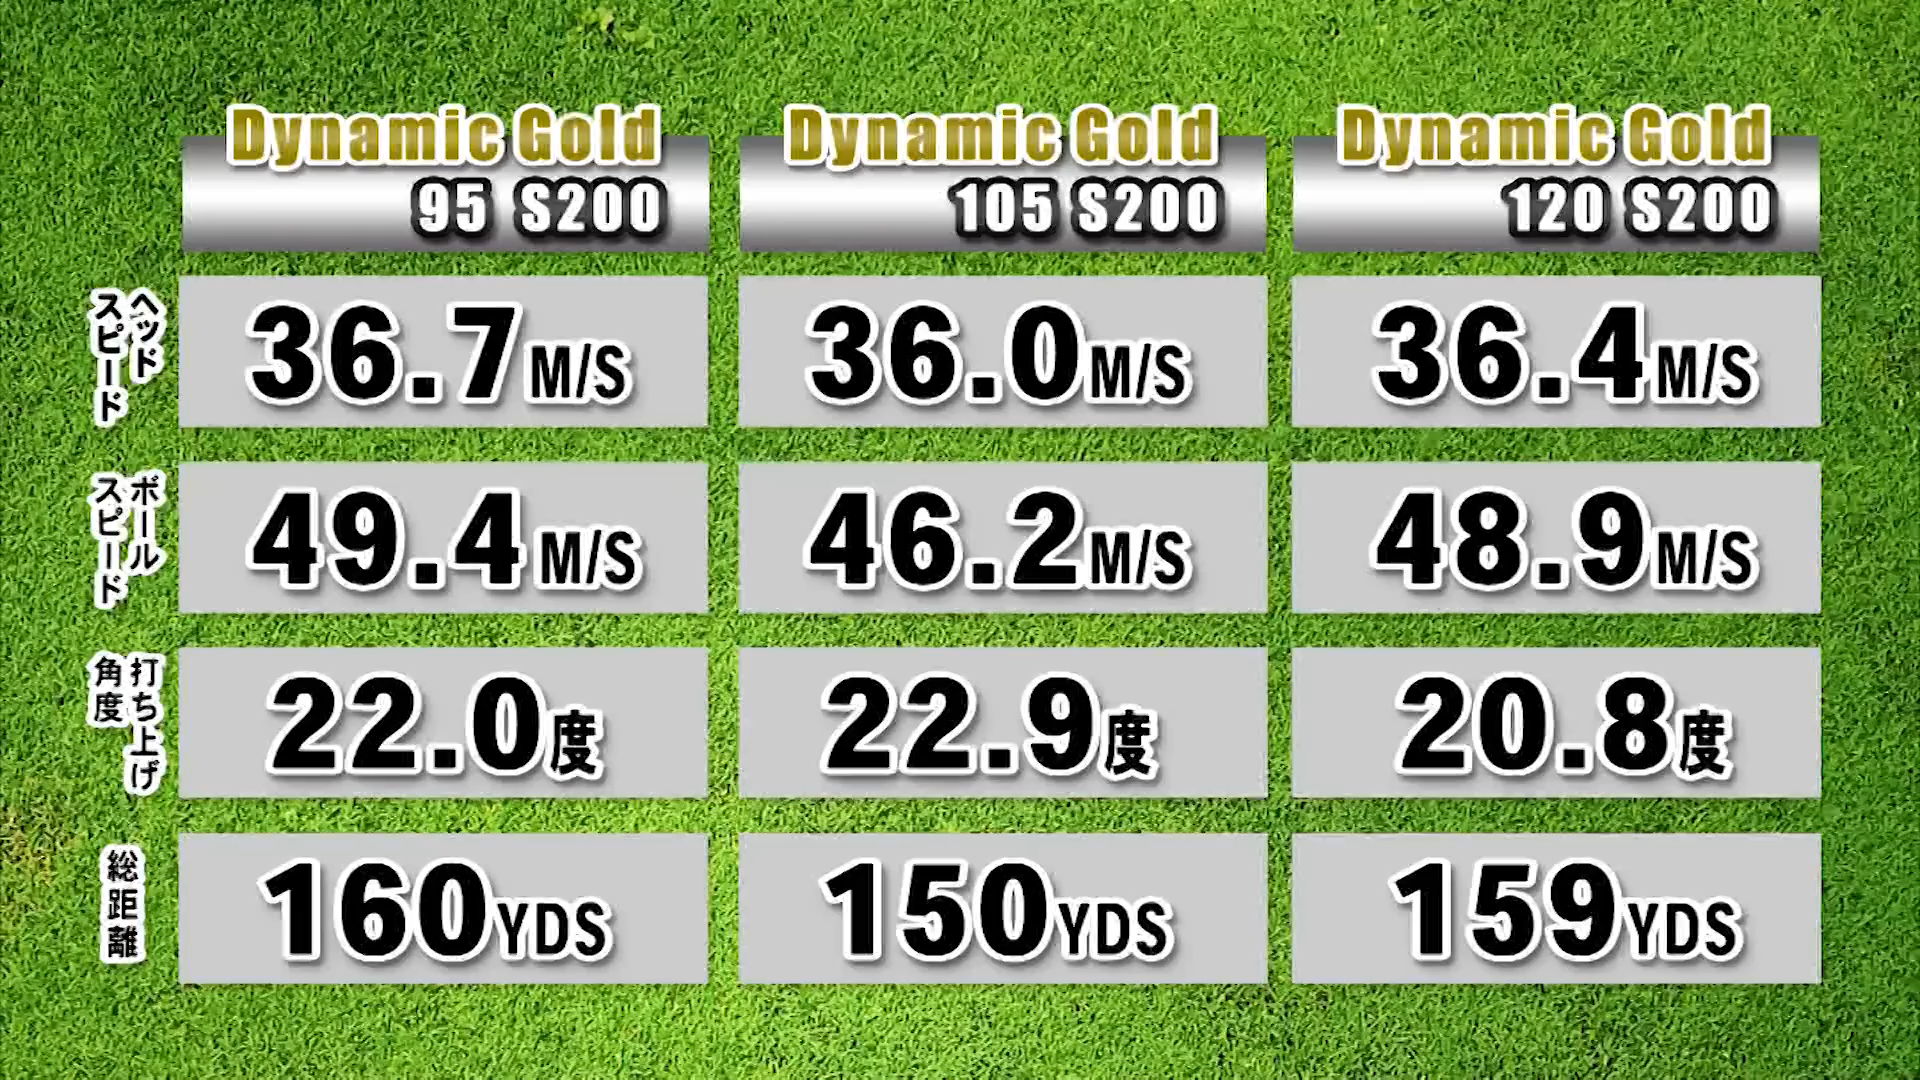 Dynamic Gold
95 S200
Dynamic Gold
105 S200
Dynamic Gold
120 S200
ヘッド
スピード
36.7M/S
36.0M/S
36.4M/S
ボール
スピード
49.4M/S
46.2M/S
48.9M/S
打ち上げ
角度
22.0度
22.9度
20.8度
総距離
160YDS
150YDS
159YDS